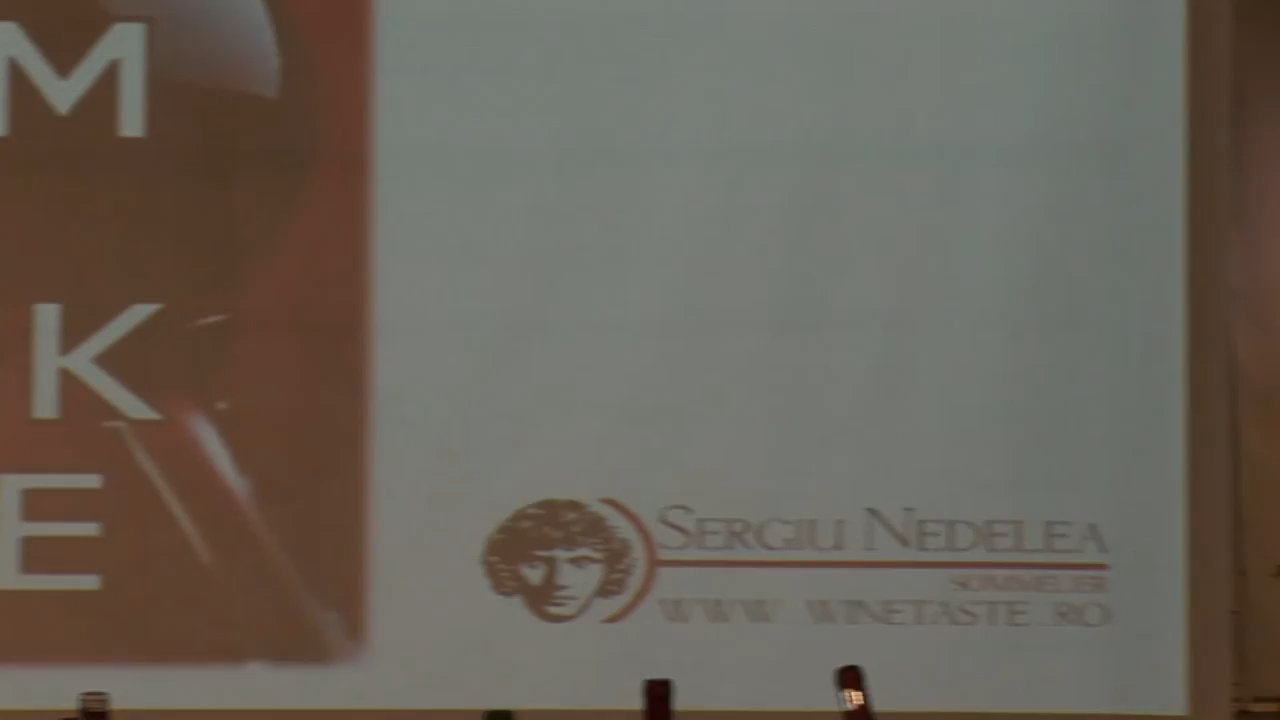 M
K
E
SERGIU NEDELEA
SOMMELIER
WWW WINETASTE.RO